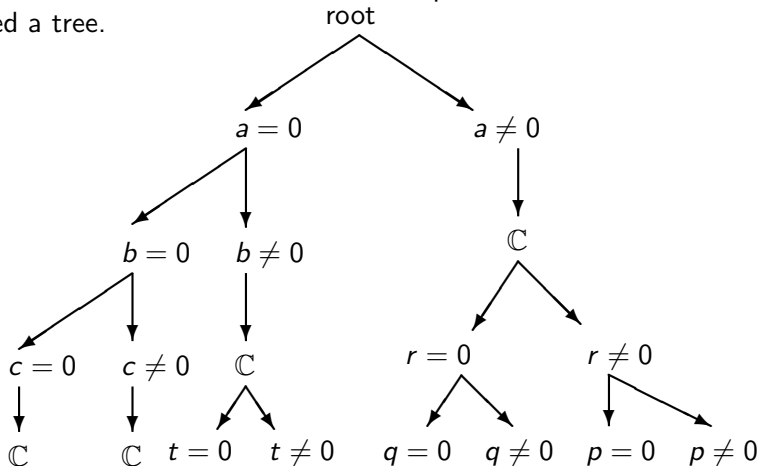 ed a tree.
root
a = 0 a ≠ 0
ℂ
b = 0 b ≠ 0
r = 0 r ≠ 0
c = 0 c ≠ 0 ℂ
ℂ ℂ t = 0 t ≠ 0 q = 0 q ≠ 0 p = 0 p ≠ 0